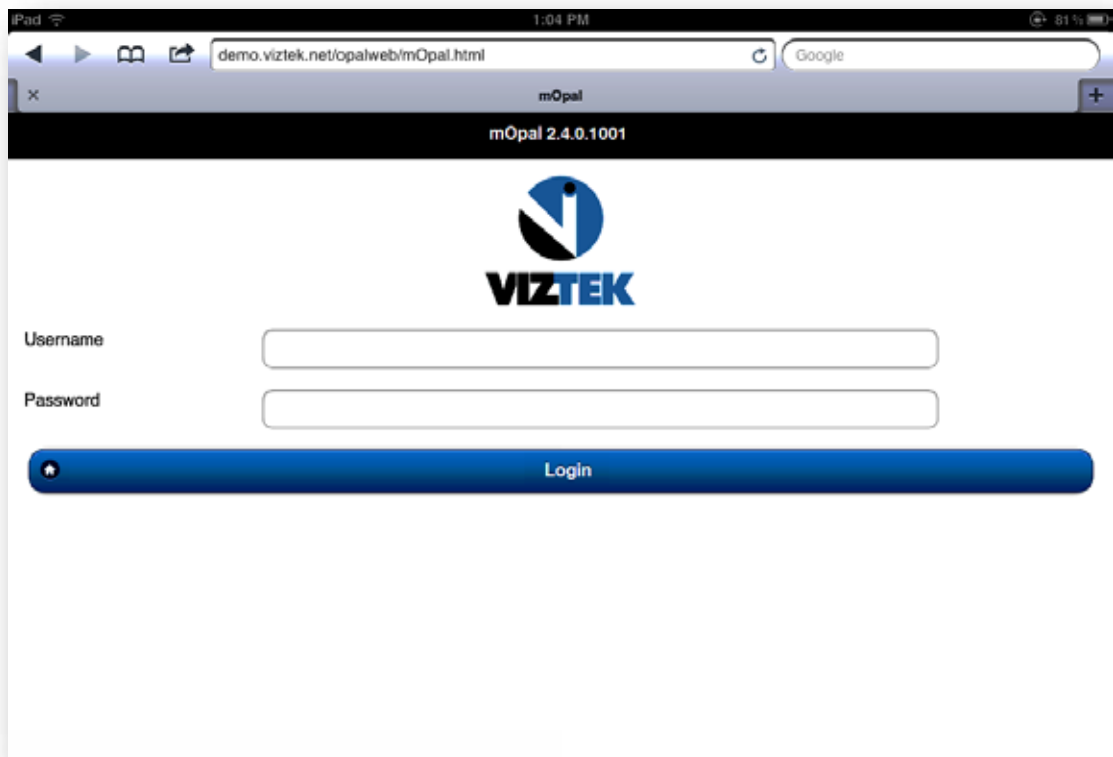 iPad 1:04 PM 81%
demo.viztek.net/opalweb/mOpal.html Google
mOpal
mOpal 2.4.0.1001
VIZTEK
Username
Password
Login